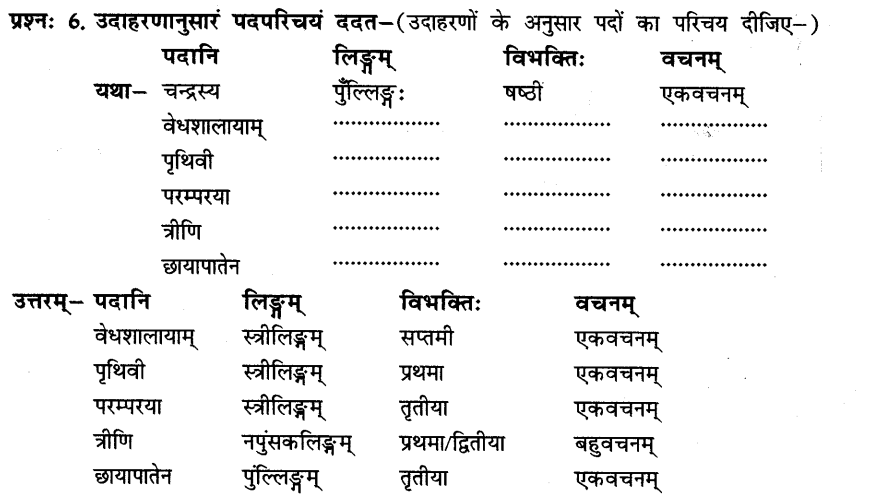 प्रश्नः 6. उदाहरणानुसारं पदपरिचयं ददत–(उदाहरणों के अनुसार पदों का परिचय दीजिए–)
पदानि लिङ्गम् विभक्तिः वचनम्
यथा– चन्द्रस्य पुँल्लिङ्गः षष्ठी एकवचनम्
वेधशालायाम् .................. .................. ..................
पृथिवी .................. .................. ..................
परम्परया .................. .................. ..................
त्रीणि .................. .................. ..................
छायापातेन .................. .................. ..................
उत्तरम्– पदानि लिङ्गम् विभक्तिः वचनम्
वेधशालायाम् स्त्रीलिङ्गम् सप्तमी एकवचनम्
पृथिवी स्त्रीलिङ्गम् प्रथमा एकवचनम्
परम्परया स्त्रीलिङ्गम् तृतीया एकवचनम्
त्रीणि नपुंसकलिङ्गम् प्रथमा/द्वितीया बहुवचनम्
छायापातेन पुंल्लिङ्गम् तृतीया एकवचनम्